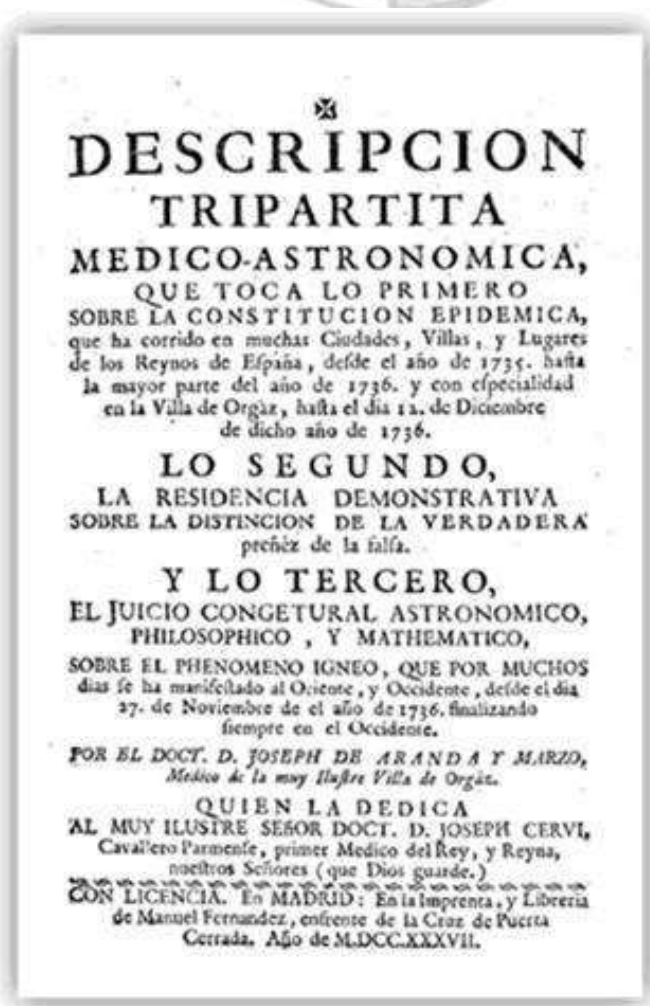 DESCRIPCION
TRIPARTITA
MEDICO-ASTRONOMICA,
QUE TOCA LO PRIMERO
SOBRE LA CONSTITUCION EPIDEMICA,
que ha corrido en muchas Ciudades, Villas, y Lugares
de los Reynos de España, desde el año de 1735. hasta
la mayor parte del año de 1736. y con especialidad
en la Villa de Orgàz, hasta el dia 12. de Diciembre
de dicho año de 1736.
LO SEGUNDO,
LA RESIDENCIA DEMONSTRATIVA
SOBRE LA DISTINCION DE LA VERDADERA
preñèz de la falsa.
Y LO TERCERO,
EL JUICIO CONGETURAL ASTRONOMICO,
PHILOSOPHICO, Y MATHEMATICO,
SOBRE EL PHENOMENO IGNEO, QUE POR MUCHOS
dias se ha manifestado al Oriente, y Occidente, desde el dia
27. de Noviembre de el año de 1736. finalizando
siempre en el Occidente.
POR EL DOCT. D. JOSEPH DE ARANDA Y MARZO,
Medico de la muy Ilustre Villa de Orgàz.
QUIEN LA DEDICA
AL MUY ILUSTRE SEÑOR DOCT. D. JOSEPH CERVI,
Cavallero Parmense, primer Medico del Rey, y Reyna,
nuestros Señores (que Dios guarde.)
CON LICENCIA. En MADRID: En la Imprenta, y Libreria
de Manuel Fernandez, enfrente de la Cruz de Puerta
Cerrada. Año de M.DCC.XXXVII.